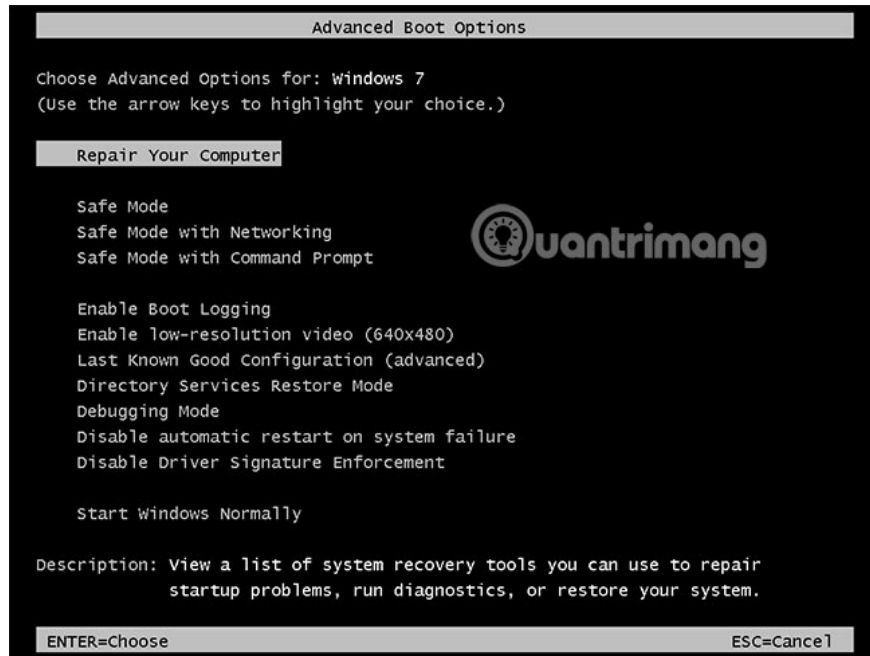 Advanced Boot Options
Choose Advanced Options for: Windows 7
(Use the arrow keys to highlight your choice.)
Repair Your Computer
Safe Mode
Safe Mode with Networking
Safe Mode with Command Prompt
Quantrimang
Enable Boot Logging
Enable low-resolution video (640x480)
Last Known Good Configuration (advanced)
Directory Services Restore Mode
Debugging Mode
Disable automatic restart on system failure
Disable Driver Signature Enforcement
Start Windows Normally
Description: View a list of system recovery tools you can use to repair
startup problems, run diagnostics, or restore your system.
ENTER=Choose ESC=Cancel